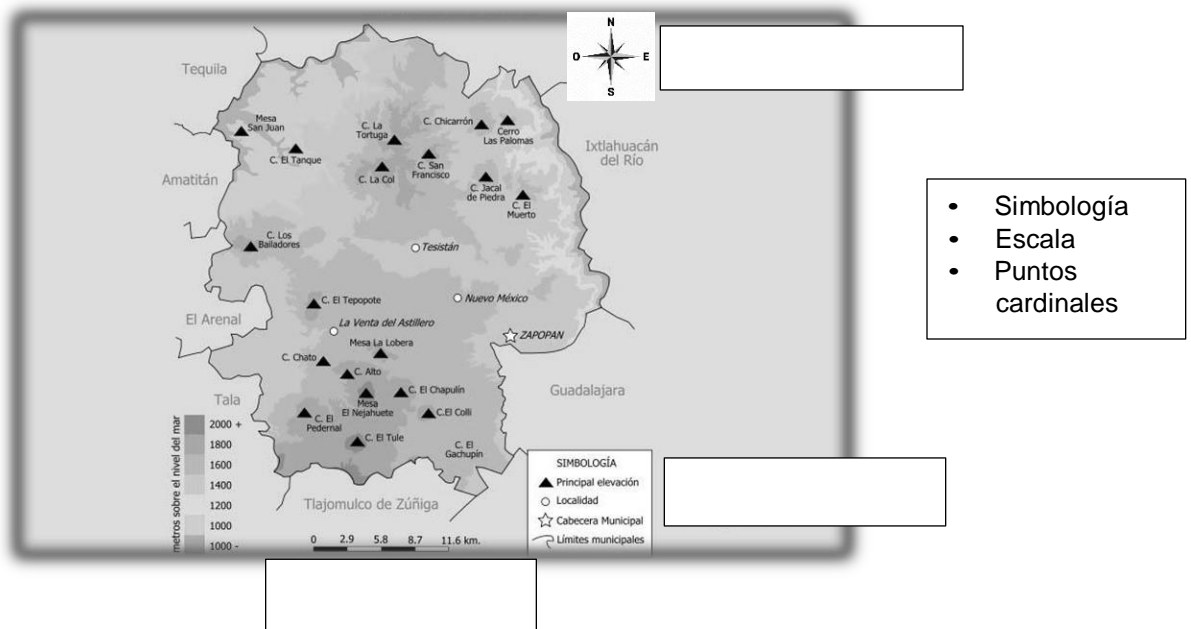 N
O
E
S
Tequila
Mesa
San Juan
C. El Tanque
C. La
Tortuga
C. La Col
C. San
Francisco
C. Chicarrón
Cerro
Las Palomas
Ixtlahuacán
del Río
Amatitán
C. Jacal
de Piedra
C. El
Muerto
C. Los
Bailadores
Tesistán
C. El Tepopote
Nuevo México
El Arenal
La Venta del Astillero
ZAPOPAN
Mesa La Lobera
C. Chato
C. Alto
C. El Chapulín
Guadalajara
Tala
Mesa
El Nejahuete
C.El Colli
C. El
Pedernal
C. El Tule
C. El
Gachupín
metros sobre el nivel del mar
2000 +
1800
1600
1400
1200
1000
1000 -
Tlajomulco de Zúñiga
0 2.9 5.8 8.7 11.6 km.
SIMBOLOGÍA
Principal elevación
Localidad
Cabecera Municipal
Límites municipales
• Simbología
• Escala
• Puntos
cardinales